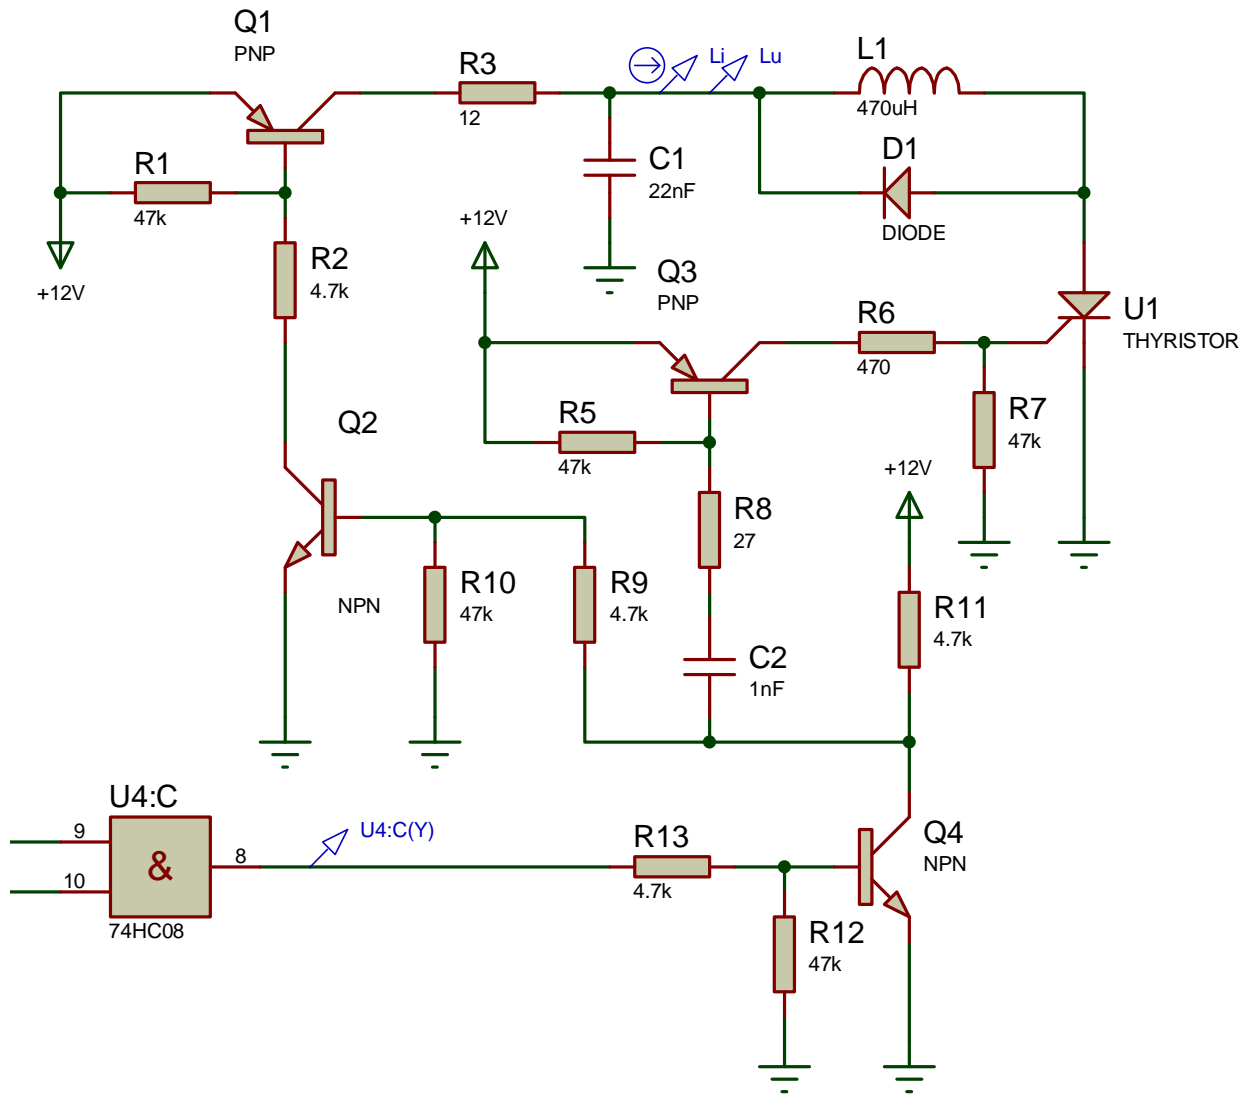 Q1
PNP
R3
12
Li
Lu
L1
470uH
R1
47k
C1
22nF
D1
DIODE
+12V
R2
4.7k
+12V
Q3
PNP
R6
470
U1
THYRISTOR
Q2
NPN
R5
47k
R7
47k
+12V
R8
27
R10
47k
R9
4.7k
R11
4.7k
C2
1nF
U4:C
9
10
&
8
74HC08
U4:C(Y)
R13
4.7k
Q4
NPN
R12
47k